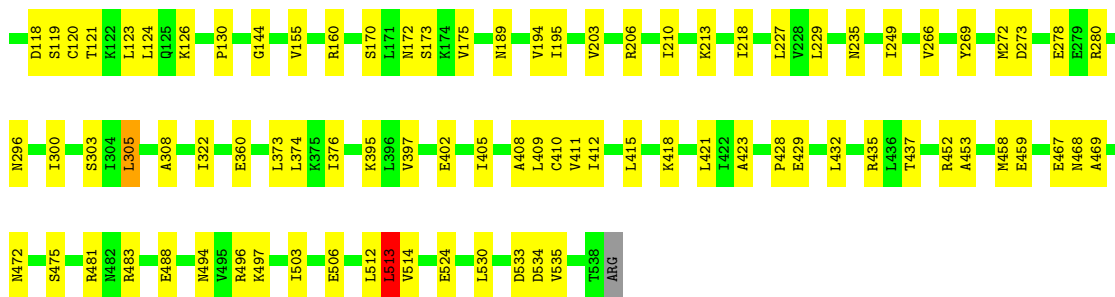 D118 S119 C120 T121 K122 L123 L124 Q125 K126 P130 G144 V155 R160 S170 L171 N172 S173 K174 V175 N189 V194 I195 V203 R206 I210 K213 I218 L227 V228 L229 N235 I249 V266 Y269 M272 D273 E278 E279 R280
N296 I300 S303 I304 L305 A308 I322 E360 L373 L374 K375 I376 K395 L396 V397 E402 I405 A408 L409 C410 V411 I412 L415 K418 L421 I422 A423 P428 E429 L432 R435 L436 T437 R452 A453 M458 E459 E467 N468 A469
N472 S475 R481 N482 R483 E488 N494 V495 R496 K497 I503 E506 L512 L513 V514 E524 L530 D533 D534 V535 T538 ARG